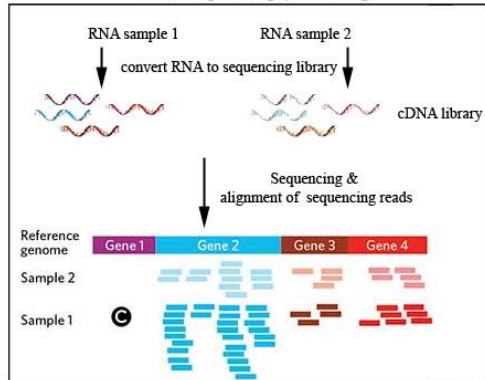 RNA sample 1 RNA sample 2
convert RNA to sequencing library
cDNA library
Sequencing &
alignment of sequencing reads
Reference
genome
Gene 1 Gene 2 Gene 3 Gene 4
Sample 2
Sample 1
C